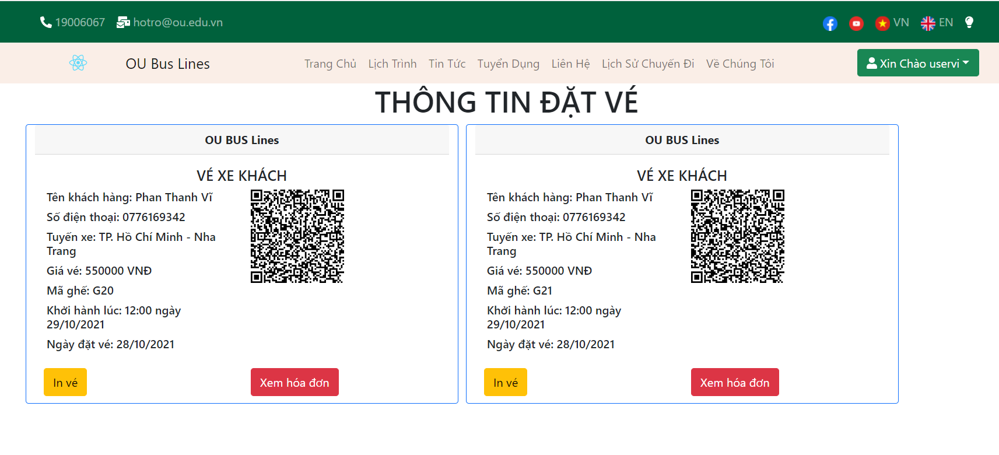 19006067 hotro@ou.edu.vn VN EN
OU Bus Lines Trang Chủ Lịch Trình Tin Tức Tuyển Dụng Liên Hệ Lịch Sử Chuyến Đi Về Chúng Tôi Xin Chào uservi
THÔNG TIN ĐẶT VÉ
OU BUS Lines
VÉ XE KHÁCH
Tên khách hàng: Phan Thanh Vĩ
Số điện thoại: 0776169342
Tuyến xe: TP. Hồ Chí Minh - Nha
Trang
Giá vé: 550000 VNĐ
Mã ghế: G20
Khởi hành lúc: 12:00 ngày
29/10/2021
Ngày đặt vé: 28/10/2021
In vé Xem hóa đơn
OU BUS Lines
VÉ XE KHÁCH
Tên khách hàng: Phan Thanh Vĩ
Số điện thoại: 0776169342
Tuyến xe: TP. Hồ Chí Minh - Nha
Trang
Giá vé: 550000 VNĐ
Mã ghế: G21
Khởi hành lúc: 12:00 ngày
29/10/2021
Ngày đặt vé: 28/10/2021
In vé Xem hóa đơn